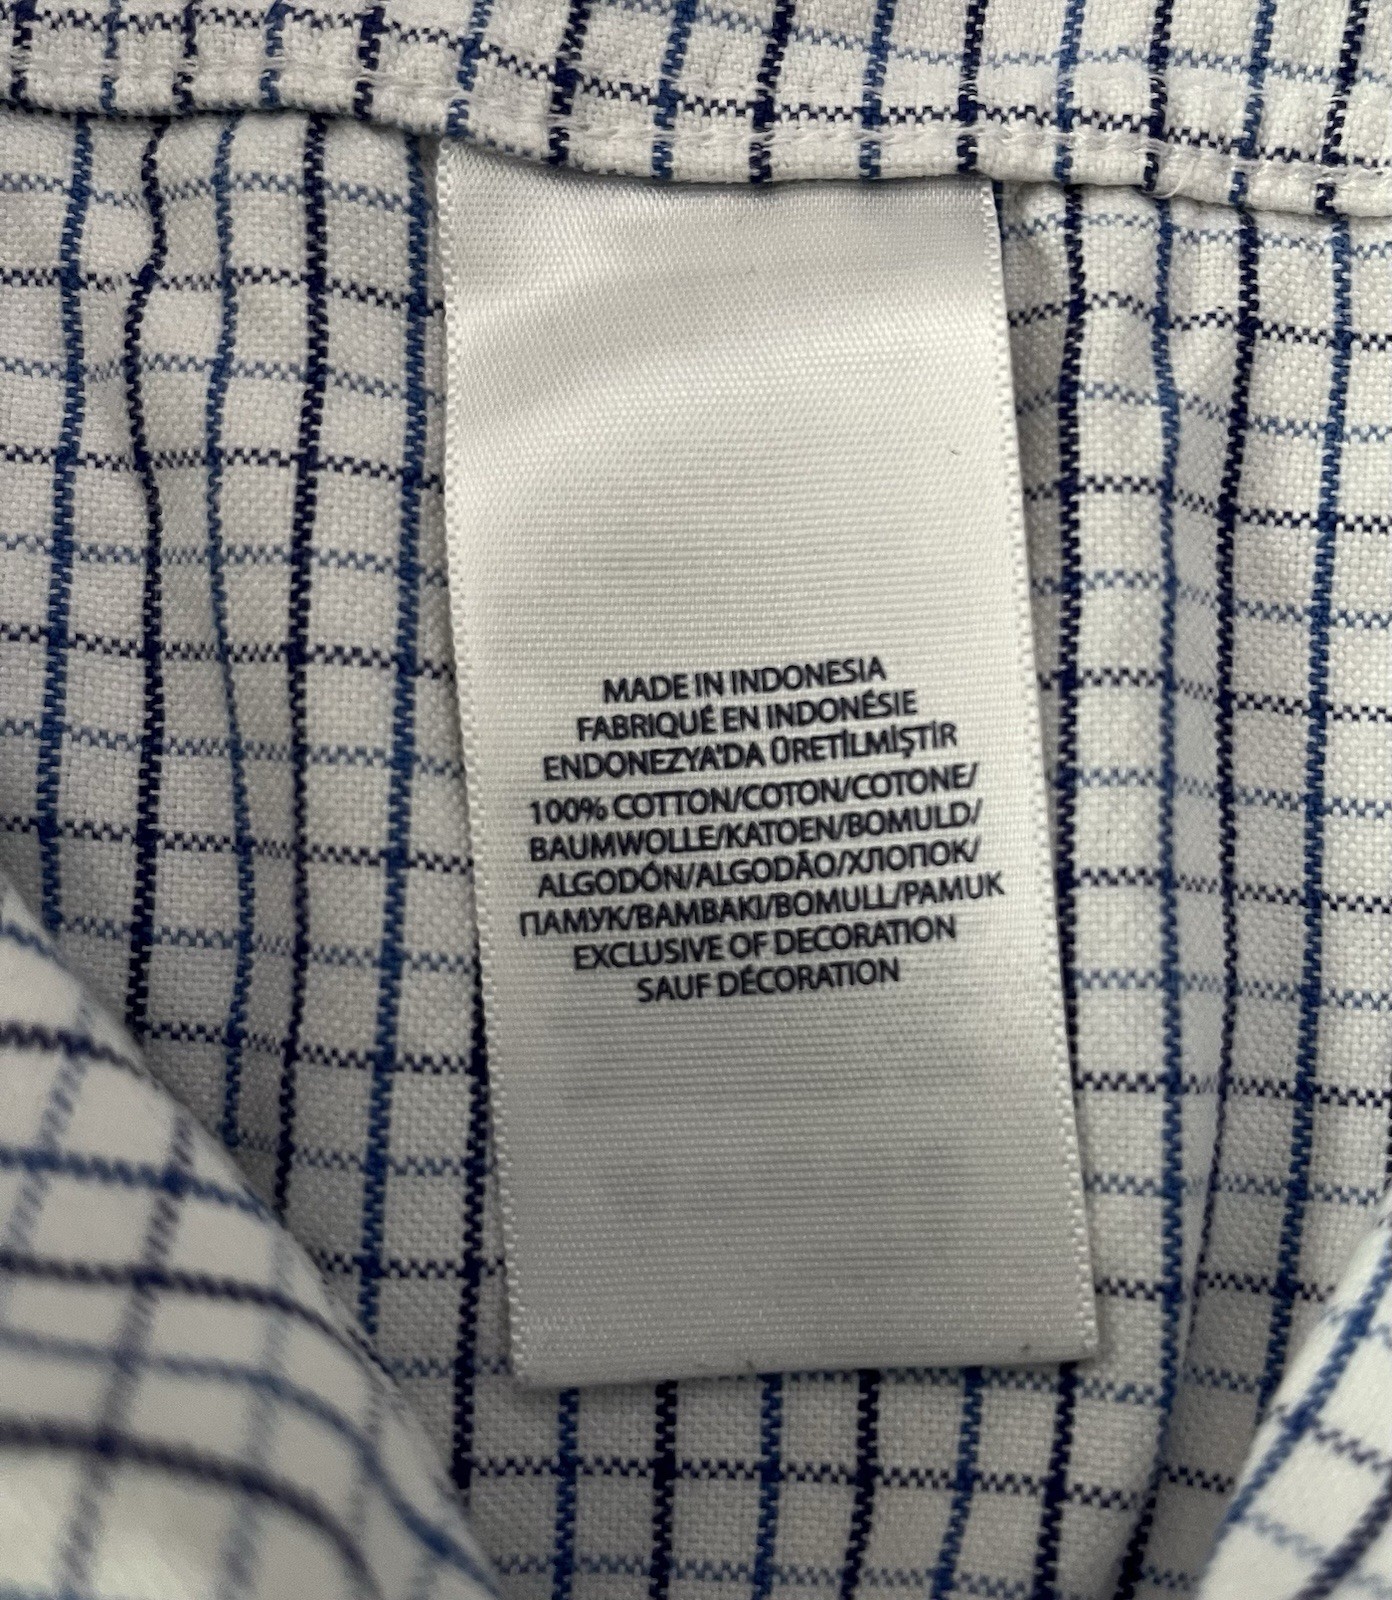 MADE IN INDONESIA
FABRIQUÉ EN INDONÉSIE
ENDONEZYA'DA ÜRETİLMİŞTİR
100% COTTON/COTON/COTONE/
BAUMWOLLE/KATOEN/BOMULD/
ALGODÓN/ALGODÃO/ХЛОПОК/
ПАМУК/BAMBAKI/BOMULL/PAMUK
EXCLUSIVE OF DECORATION
SAUF DÉCORATION